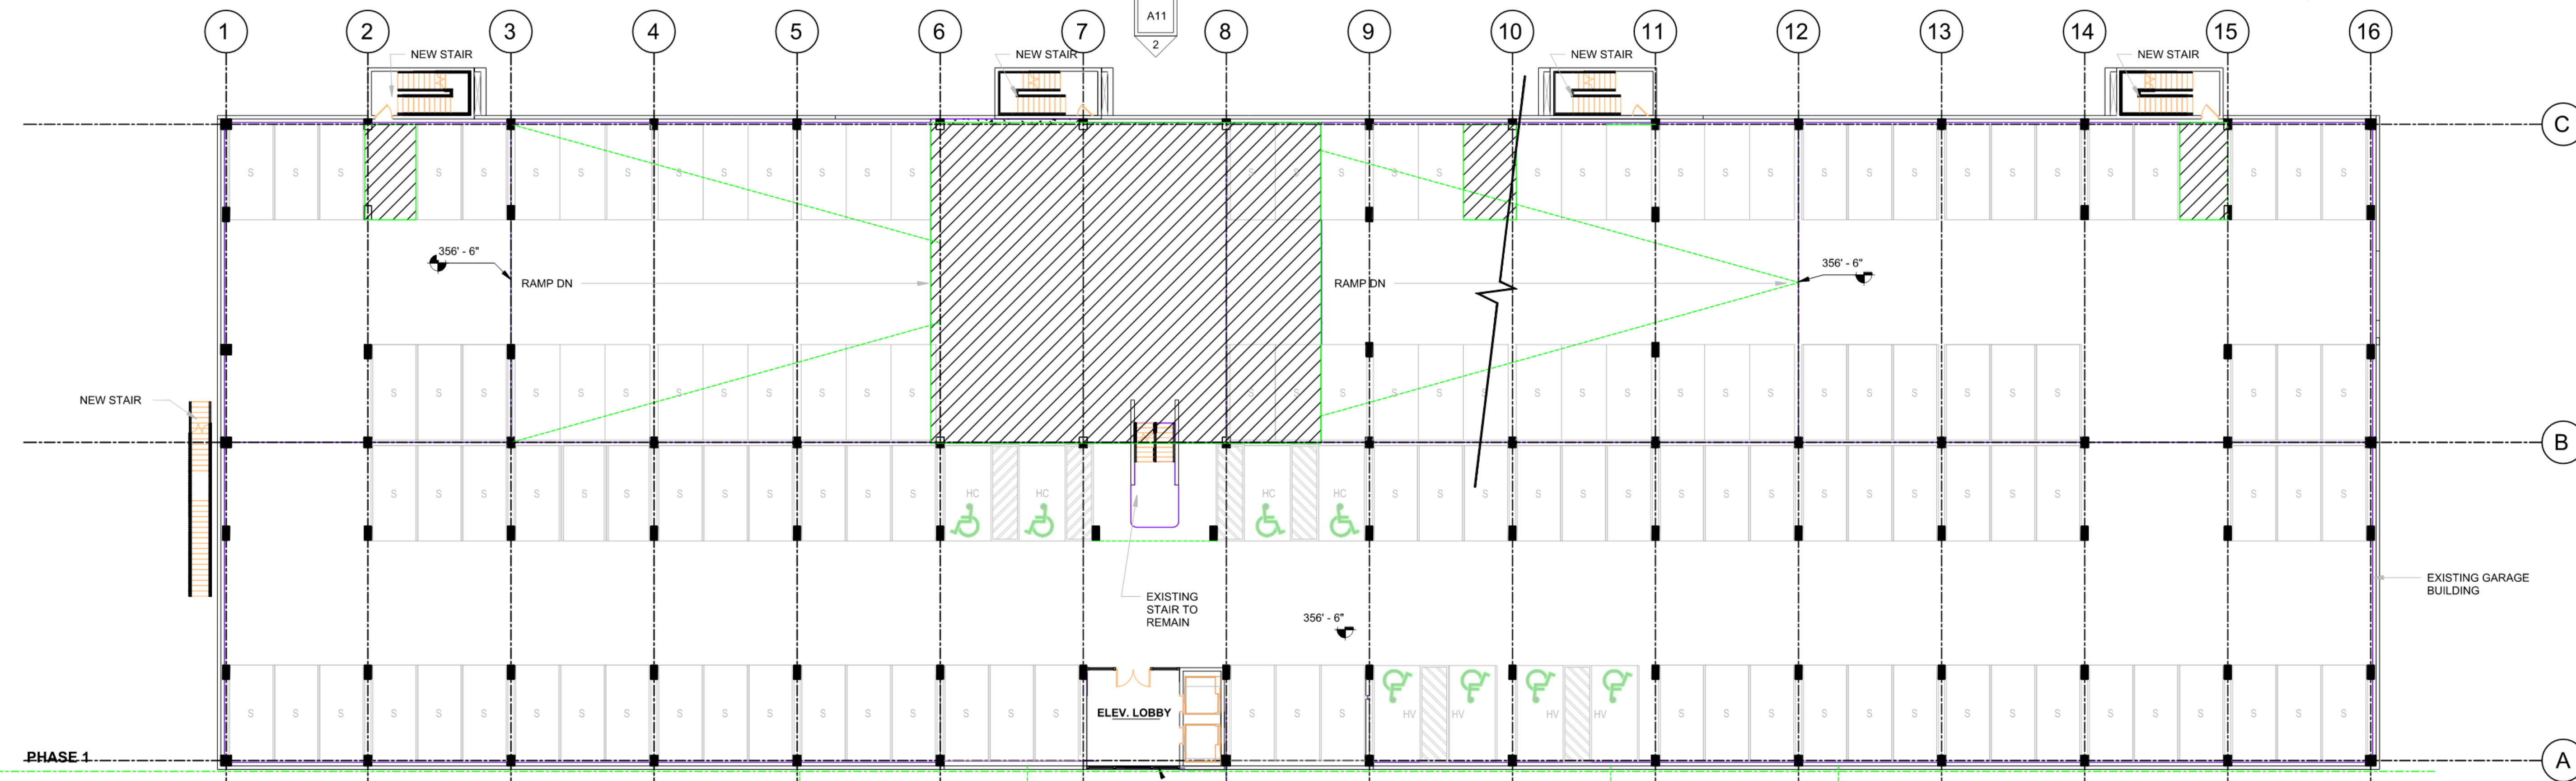 A11
2
1 2 3 4 5 6 7 8 9 10 11 12 13 14 15 16
NEW STAIR
NEW STAIR
NEW STAIR
NEW STAIR
C
S S S S S S S S S S S S S S S S S S S S S S S S S S S S S S S S S S S S
356' - 6"
356' - 6"
RAMP DN
RAMP DN
S S S S S S S S S S S S S S S S S S S S S S S S S S S S S S S S S
NEW STAIR
B
S S S S S S S S S S S S HC HC HC HC S S S S S S S S S S S S S S S S S S
EXISTING GARAGE
BUILDING
EXISTING
STAIR TO
REMAIN
356' - 6"
S S S S S S S S S S S S S S S S S S ELEV. LOBBY S S S HV HV HV HV S S S S S S S S S S S S S S S
PHASE 1
A